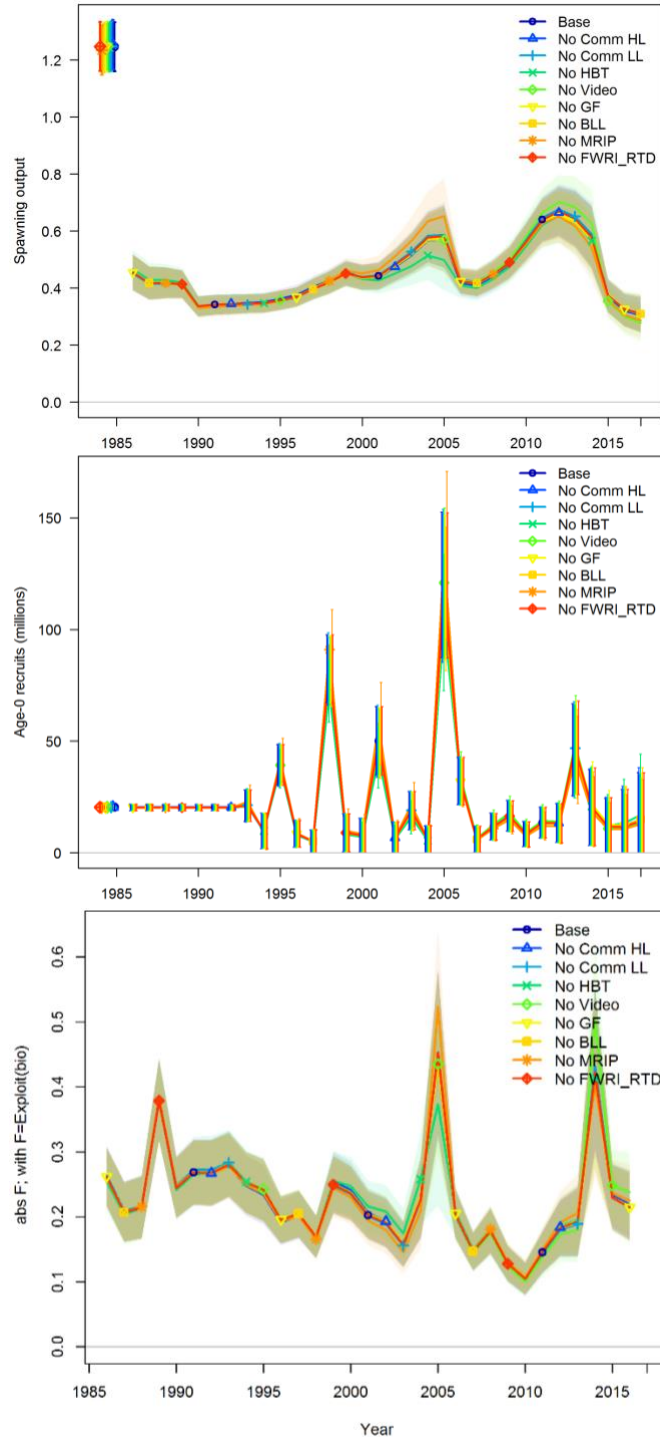 Spawning output
0.0
0.2
0.4
0.6
0.8
1.0
1.2
Base
No Comm HL
No Comm LL
No HBT
No Video
No GF
No BLL
No MRIP
No FWRI_RTD
1985 1990 1995 2000 2005 2010 2015
Age-0 recruits (millions)
0
50
100
150
Base
No Comm HL
No Comm LL
No HBT
No Video
No GF
No BLL
No MRIP
No FWRI_RTD
1985 1990 1995 2000 2005 2010 2015
abs F; with F=Exploit(bio)
0.0
0.1
0.2
0.3
0.4
0.5
0.6
Base
No Comm HL
No Comm LL
No HBT
No Video
No GF
No BLL
No MRIP
No FWRI_RTD
1985 1990 1995 2000 2005 2010 2015
Year